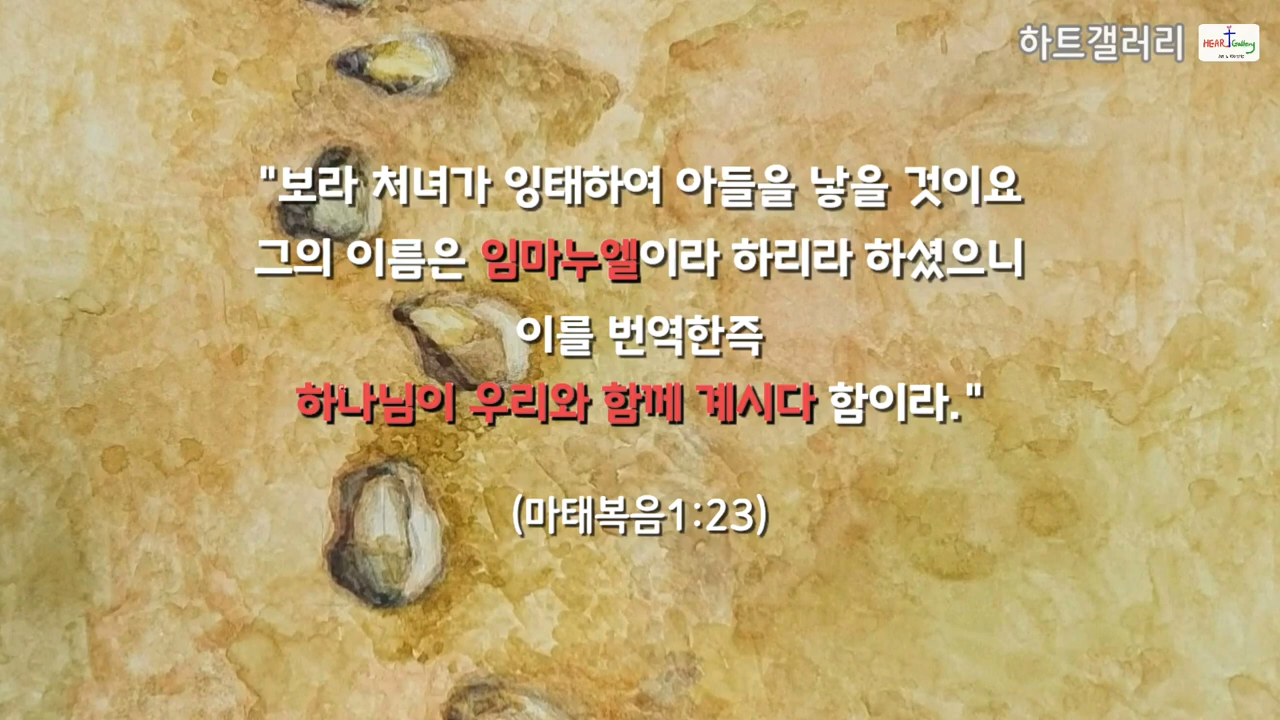 하트갤러리
HEART Gallery
"보라 처녀가 잉태하여 아들을 낳을 것이요
그의 이름은 임마누엘이라 하리라 하셨으니
이를 번역한즉
하나님이 우리와 함께 계시다 함이라."
(마태복음1:23)